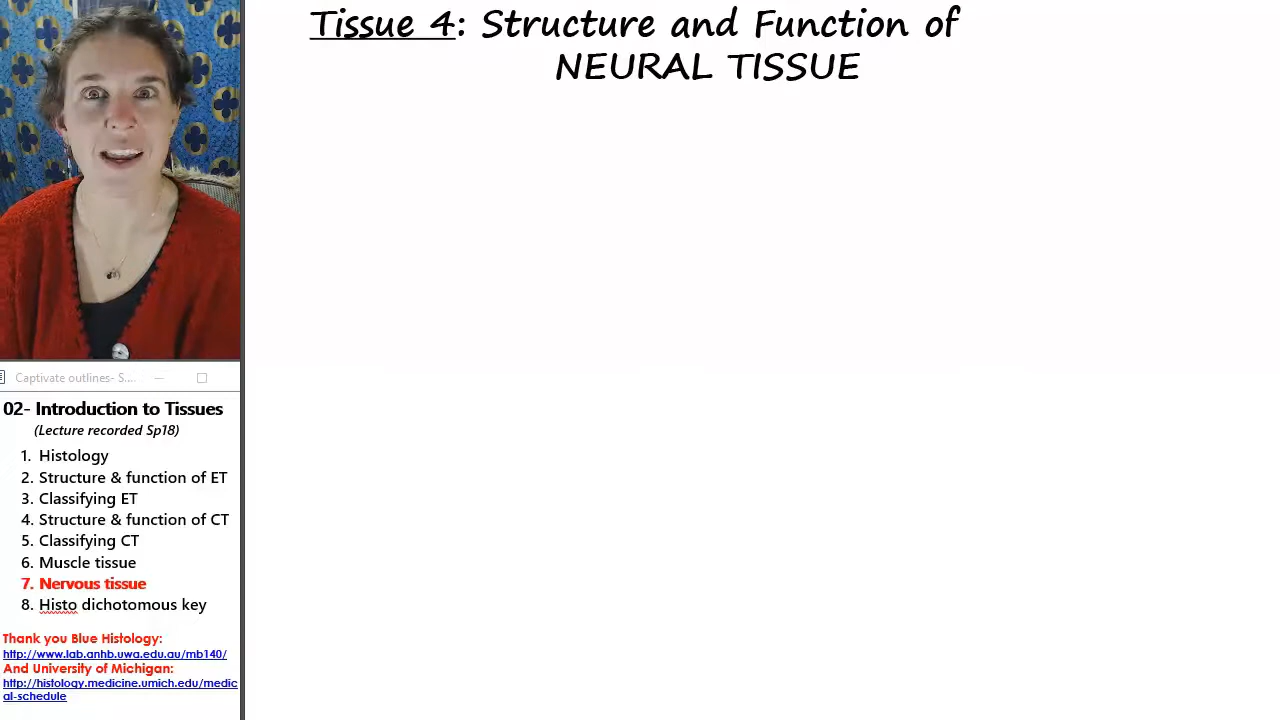 Tissue 4: Structure and Function of
NEURAL TISSUE
Captivate outlines- S....
02- Introduction to Tissues
(Lecture recorded Sp18)
1. Histology
2. Structure & function of ET
3. Classifying ET
4. Structure & function of CT
5. Classifying CT
6. Muscle tissue
7. Nervous tissue
8. Histo dichotomous key
Thank you Blue Histology:
http://www.lab.anhb.uwa.edu.au/mb140/
And University of Michigan:
http://histology.medicine.umich.edu/medic
al-schedule